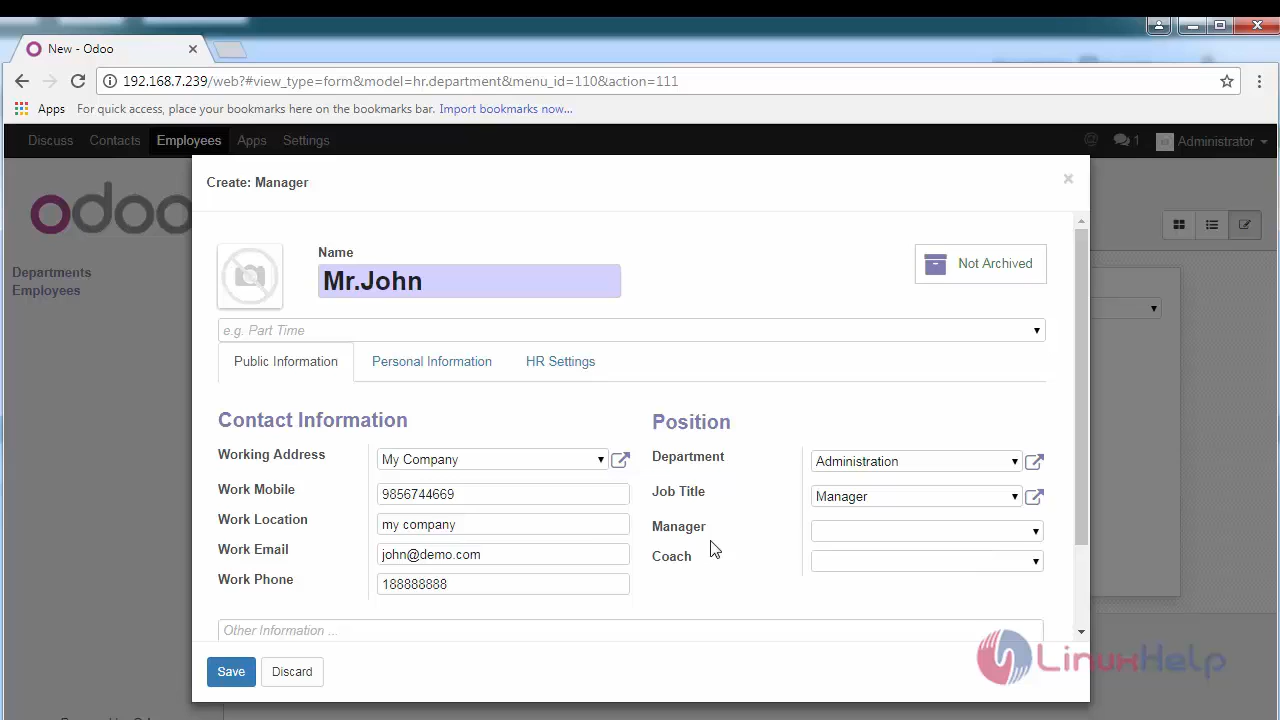 New - Odoo
192.168.7.239/web?#view_type=form&model=hr.department&menu_id=110&action=111
Apps For quick access, place your bookmarks here on the bookmarks bar. Import bookmarks now...
Discuss Contacts Employees Apps Settings @ 1 Administrator
Create: Manager ×
odoo
Name
Mr.John
Not Archived
Departments
Employees
e.g. Part Time
Public Information Personal Information HR Settings
Contact Information
Position
Working Address My Company
Department Administration
Work Mobile 9856744669
Job Title Manager
Work Location my company
Manager
Work Email john@demo.com
Coach
Work Phone 188888888
Other Information ...
Save Discard
LinuxHelp